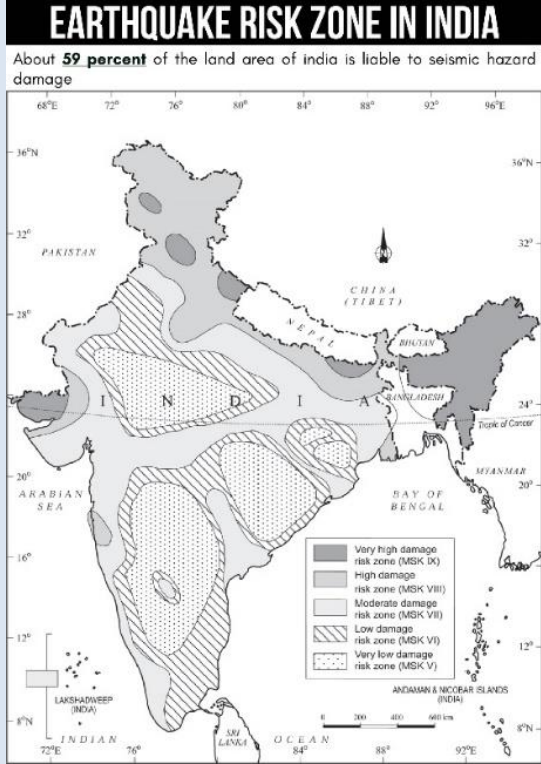 EARTHQUAKE RISK ZONE IN INDIA
About 59 percent of the land area of india is liable to seismic hazard
damage
68°E 72° 76° 80° 84° 88° 92° 96°E
36°N 36°N
32° 32°
PAKISTAN
CHINA
(TIBET)
28° 28°
NEPAL
BHUTAN
INDIA
BANGLADESH
24° 24°
Tropic of Cancer
MYANMAR
20° 20°
ARABIAN
SEA
BAY OF
BENGAL
16°
Very high damage
risk zone (MSK IX)
High damage
risk zone (MSK VIII)
Moderate damage
risk zone (MSK VII)
Low damage
risk zone (MSK VI)
Very low damage
risk zone (MSK V)
12° 12°
LAKSHADWEEP
(INDIA)
ANDAMAN & NICOBAR ISLANDS
(INDIA)
0 200 400 600 km
8°N 8°N
SRI
LANKA
INDIAN OCEAN
72°E 76° 84° 88° 92°E